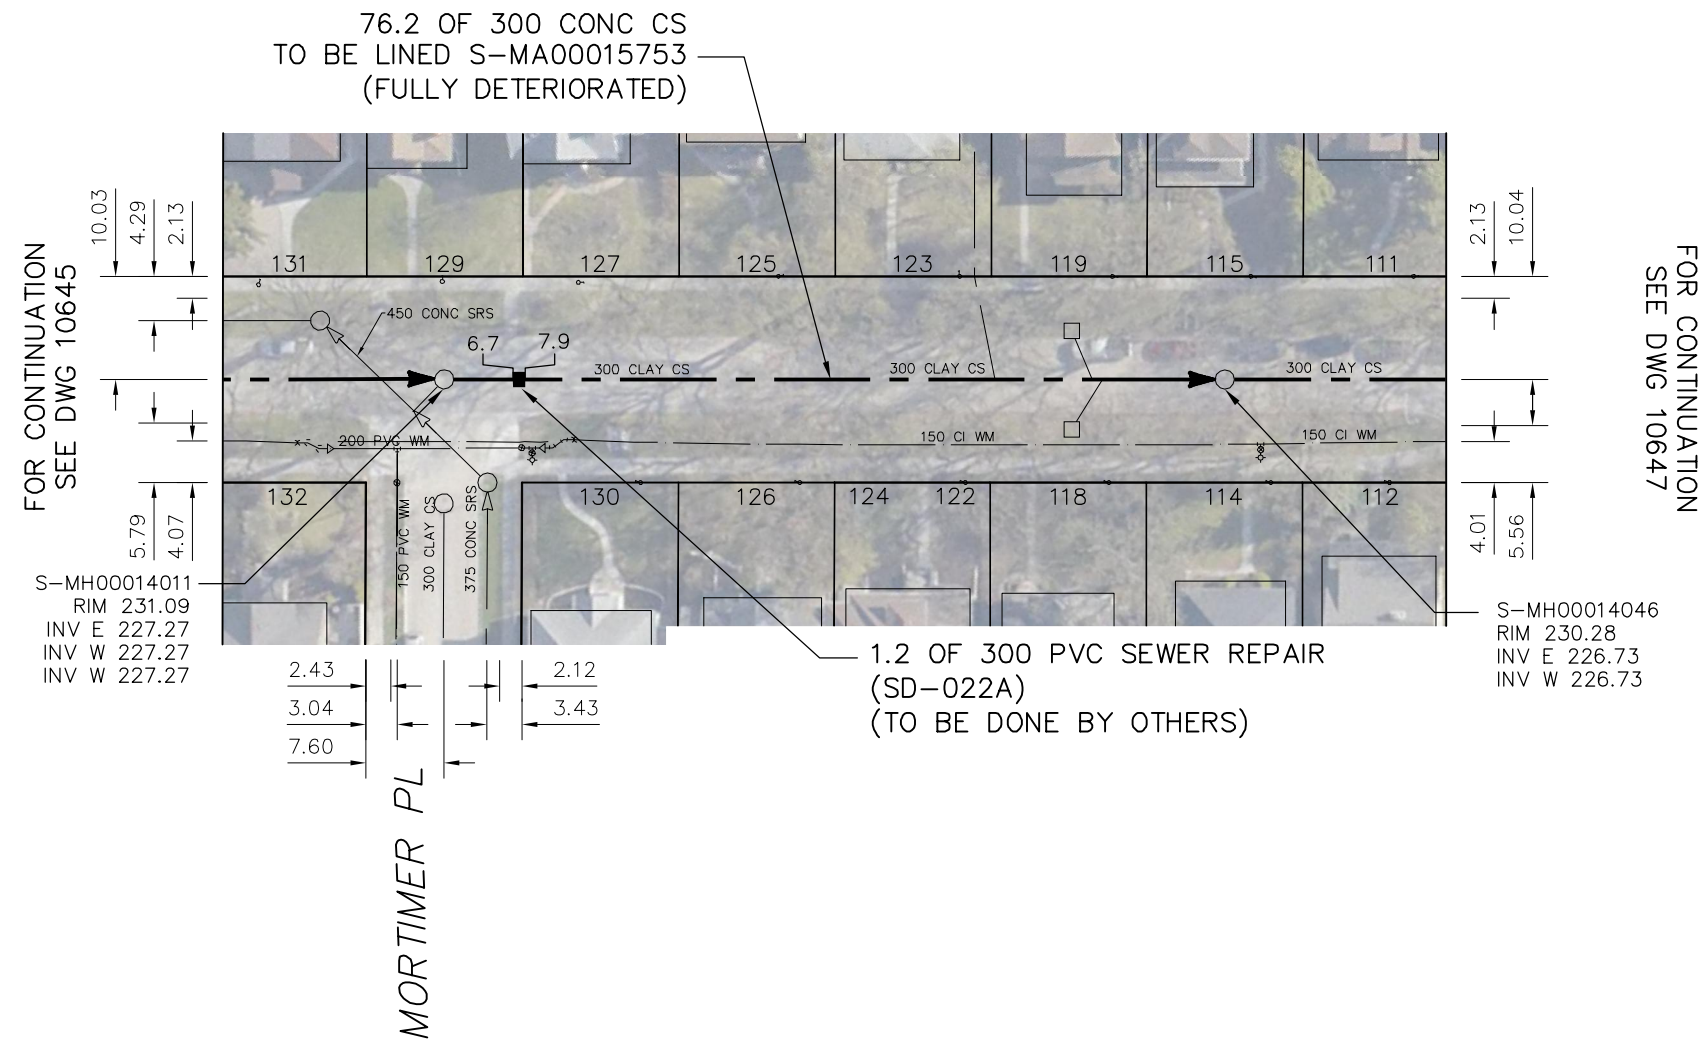 76.2 OF 300 CONC CS
TO BE LINED S-MA00015753
(FULLY DETERIORATED)
10.03
4.29
2.13
2.13
10.04
FOR CONTINUATION
SEE DWG 10645
FOR CONTINUATION
SEE DWG 10647
131
129
127
125
123
119
115
111
450 CONC SRS
6.7
7.9
300 CLAY CS
300 CLAY CS
300 CLAY CS
200 PVC WM
150 CI WM
150 CI WM
132
130
126
124
122
118
114
112
150 PVC WM
300 CLAY CS
375 CONC SRS
5.79
4.07
4.01
5.56
S-MH00014011
RIM 231.09
INV E 227.27
INV W 227.27
INV W 227.27
S-MH00014046
RIM 230.28
INV E 226.73
INV W 226.73
1.2 OF 300 PVC SEWER REPAIR
(SD-022A)
(TO BE DONE BY OTHERS)
2.43
2.12
3.04
3.43
7.60
MORTIMER PL